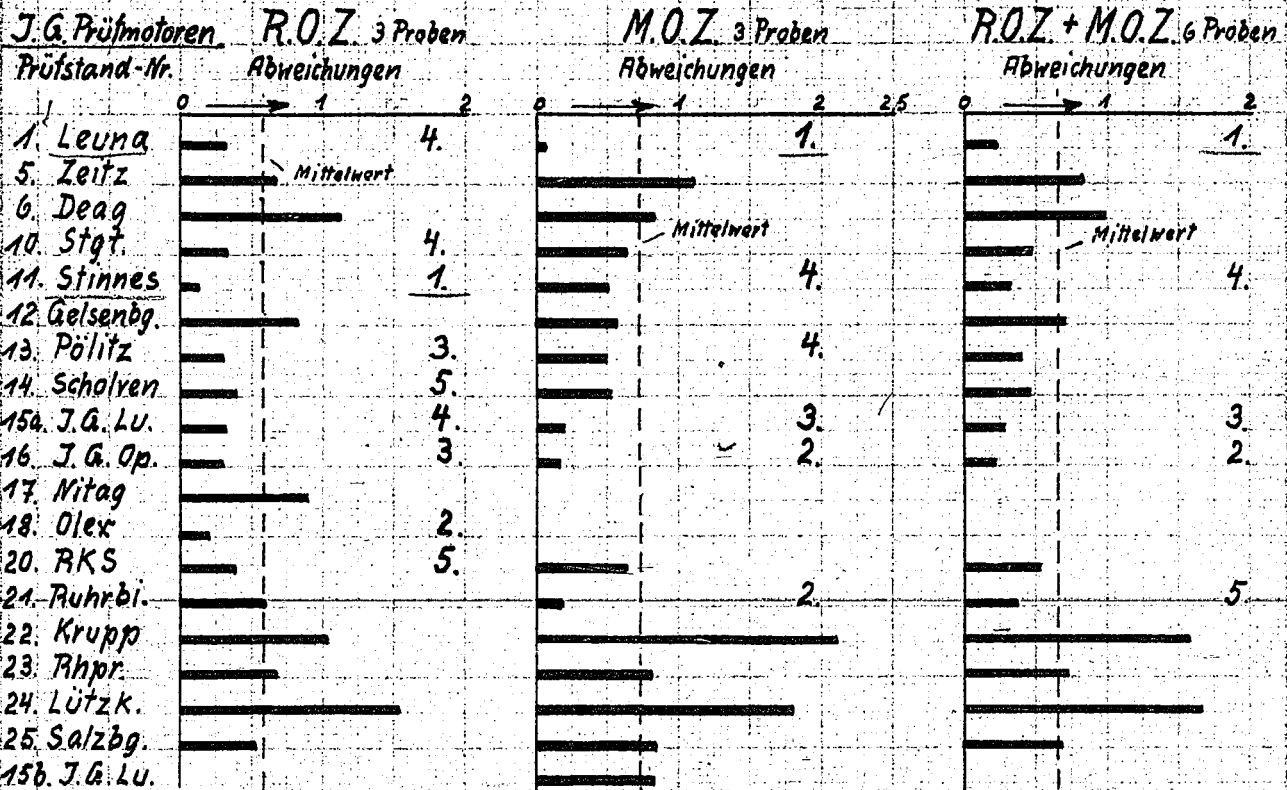 J.G. Prüfmotoren R.O.Z. 3 Proben M.O.Z. 3 Proben R.O.Z. + M.O.Z. 6 Proben
Prüfstand-Nr. Abweichungen Abweichungen Abweichungen
0 1 2 0 1 2 2,5 0 1 2
1. Leuna 4. 1. 1.
5. Zeitz Mittelwert
6. Deag Mittelwert Mittelwert
10. Stgt. 4.
11. Stinnes 1. 4. 4.
12. Gelsenbg.
13. Pölitz 3. 4.
14. Scholven 5.
15a. J.G. Lu. 4. 3. 3.
16. J.G. Op. 3. 2. 2.
17. Nitag
18. Olex 2.
20. RKS 5.
21. Ruhrbi. 2. 5.
22. Krupp
23. Rhpr.
24. Lützk.
25. Salzbg.
15b. J.G. Lu.